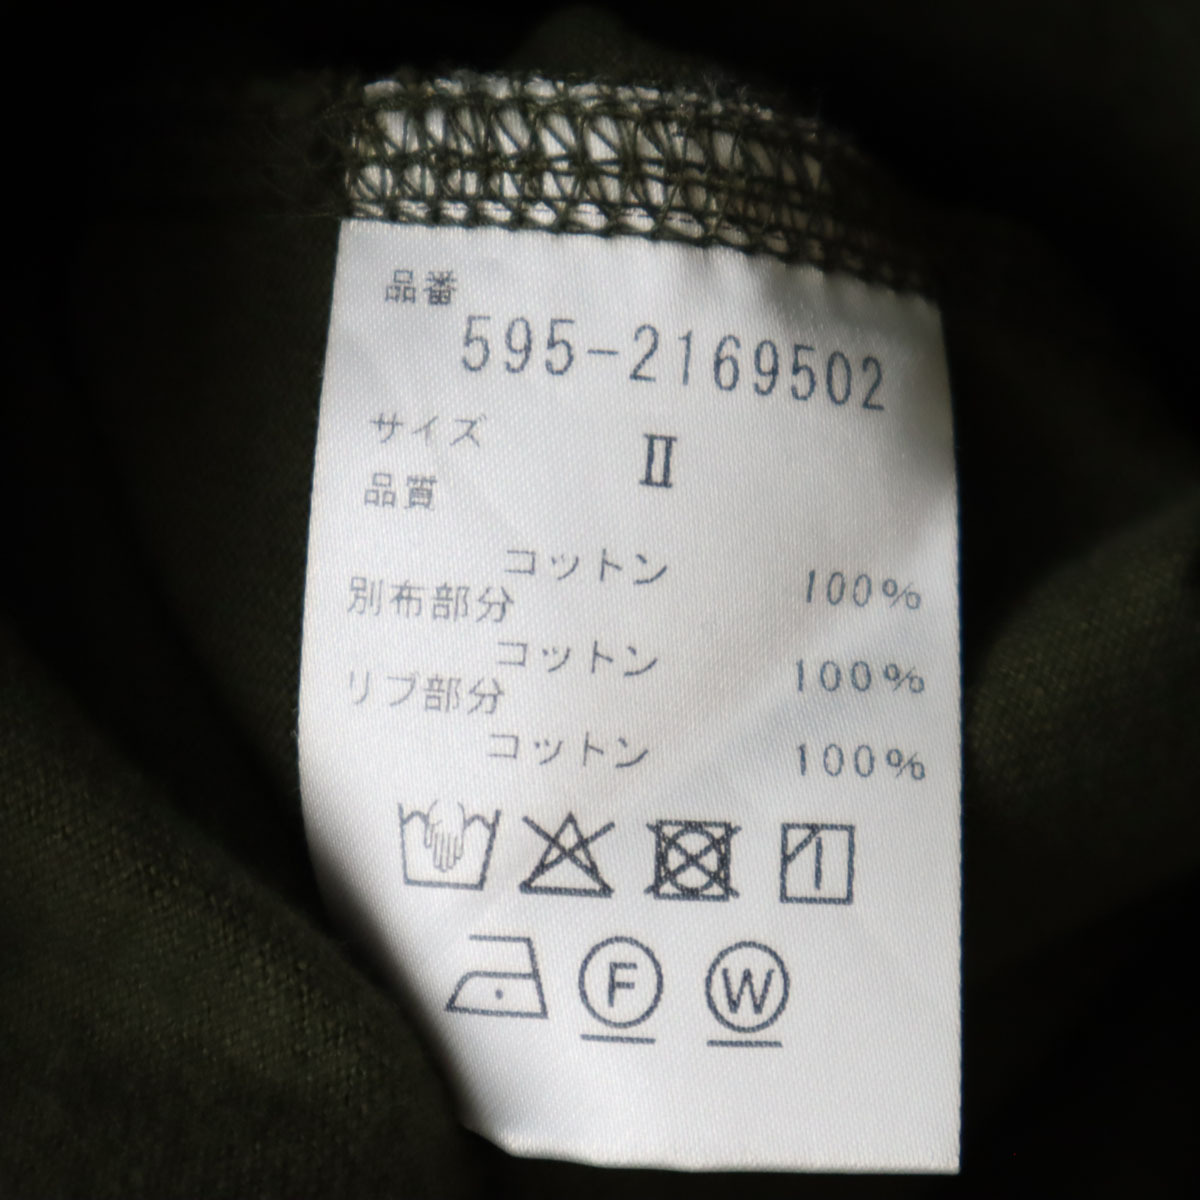 品番
595-2169502
サイズ Ⅱ
品質
コットン 100%
別布部分
コットン 100%
リブ部分
コットン 100%
F W